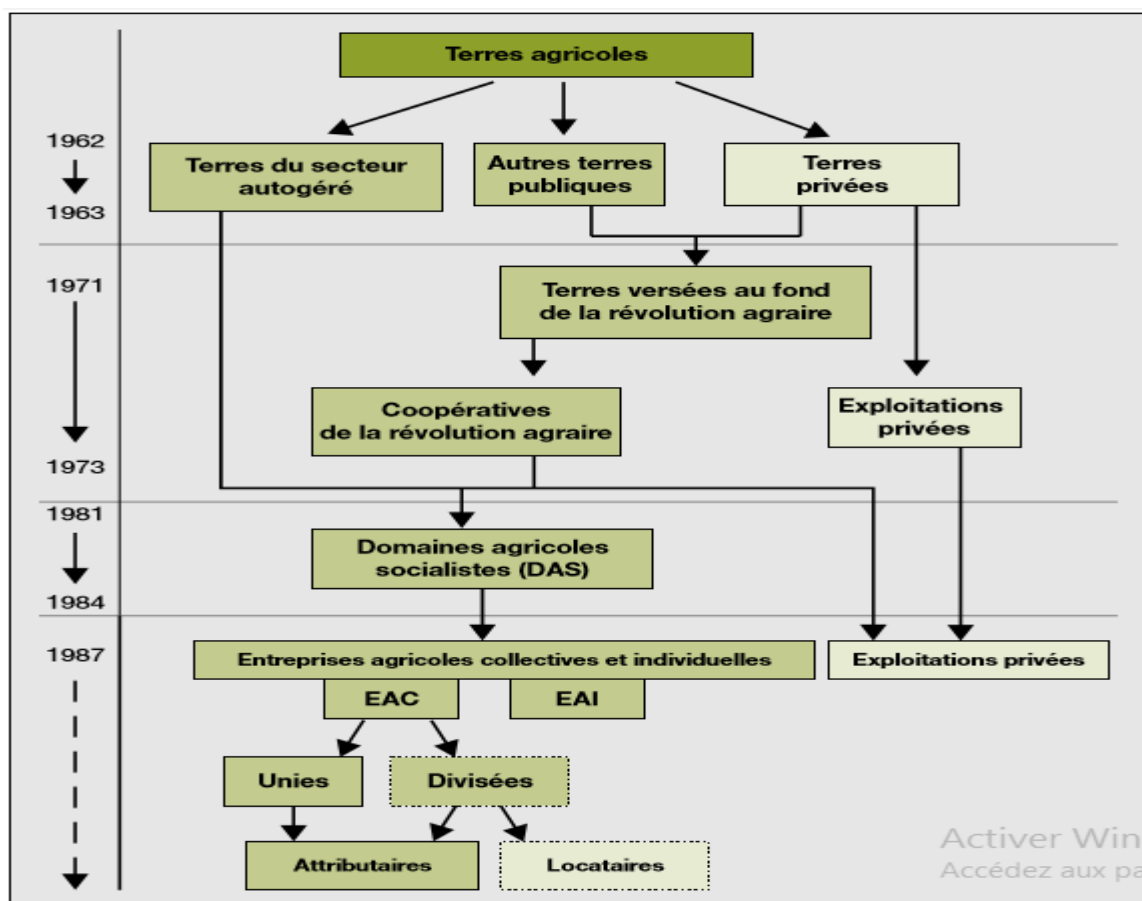 Terres agricoles
1962
1963
Terres du secteur
autogéré
Autres terres
publiques
Terres
privées
1971
Terres versées au fond
de la révolution agraire
Coopératives
de la révolution agraire
Exploitations
privées
1973
1981
Domaines agricoles
socialistes (DAS)
1984
1987
Entreprises agricoles collectives et individuelles
Exploitations privées
EAC
EAI
Unies
Divisées
Attributaires
Locataires
Activer Win
Accédez aux pa